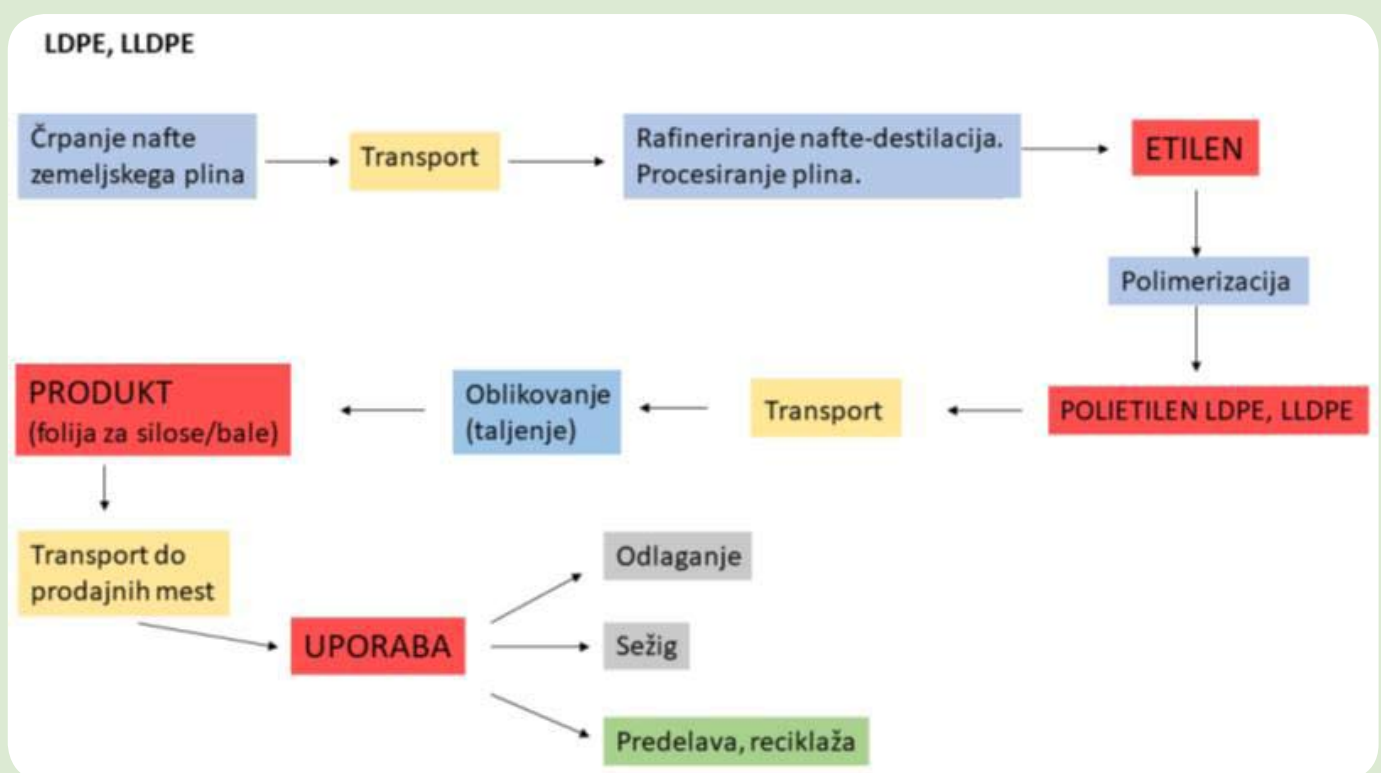 LDPE, LLDPE
Črpanje nafte
zemeljskega plina
Transport
Rafineriranje nafte-destilacija.
Procesiranje plina.
ETILEN
Polimerizacija
POLIETILEN LDPE, LLDPE
Transport
Oblikovanje
(taljenje)
PRODUKT
(folija za silose/bale)
Transport do
prodajnih mest
UPORABA
Odlaganje
Sežig
Predelava, reciklaža